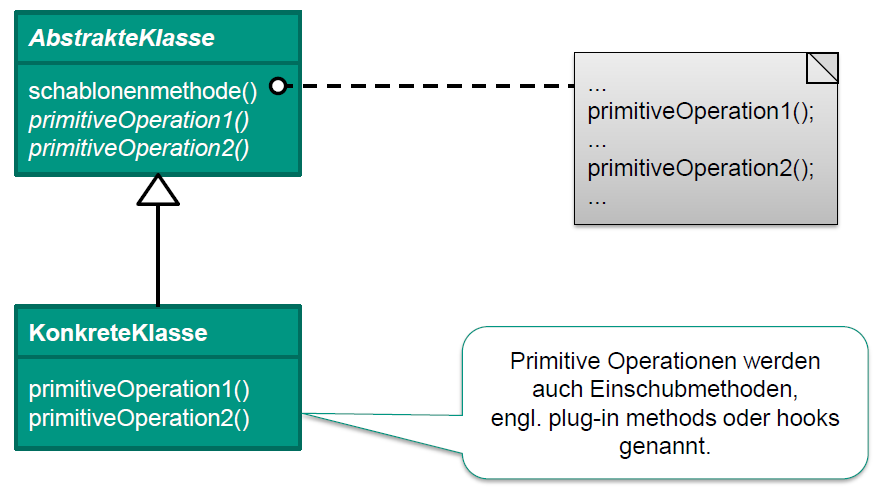 AbstrakteKlasse
schablonenmethode()
primitiveOperation1()
primitiveOperation2()
...
primitiveOperation1();
...
primitiveOperation2();
...
KonkreteKlasse
primitiveOperation1()
primitiveOperation2()
Primitive Operationen werden
auch Einschubmethoden,
engl. plug-in methods oder hooks
genannt.